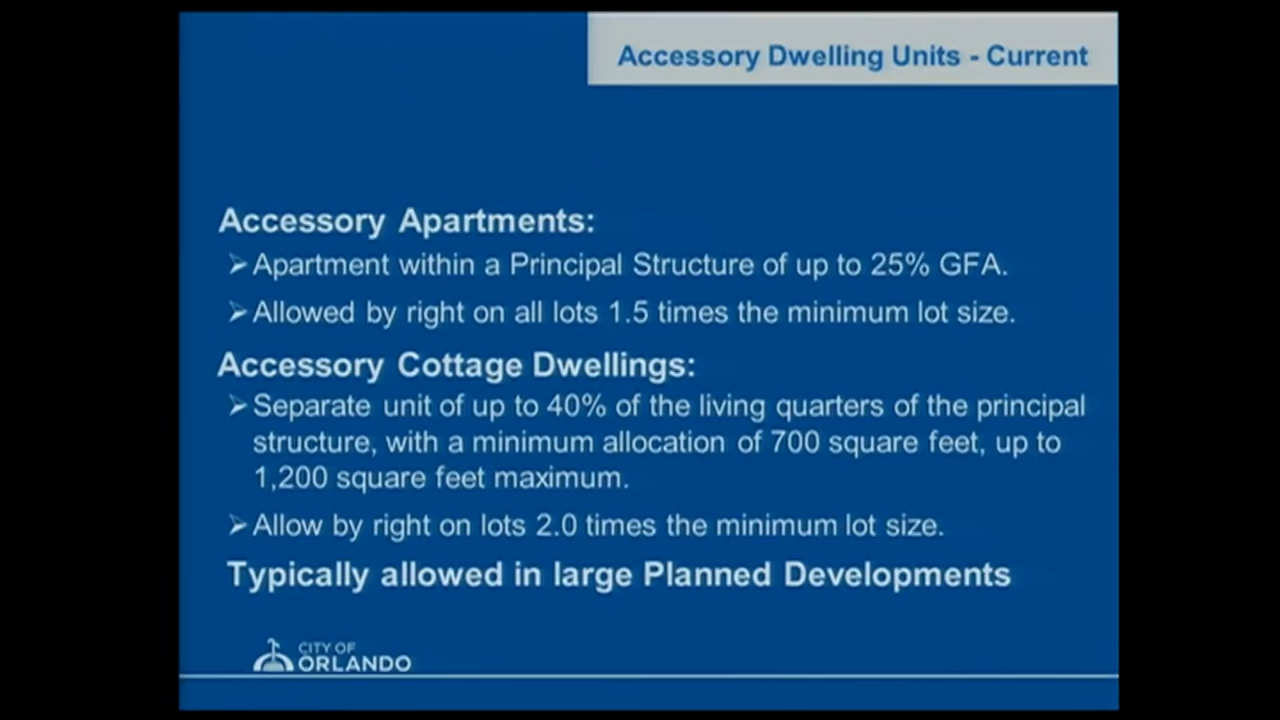 Accessory Dwelling Units - Current
Accessory Apartments:
➢Apartment within a Principal Structure of up to 25% GFA.
➢Allowed by right on all lots 1.5 times the minimum lot size.
Accessory Cottage Dwellings:
➢Separate unit of up to 40% of the living quarters of the principal
structure, with a minimum allocation of 700 square feet, up to
1,200 square feet maximum.
➢Allow by right on lots 2.0 times the minimum lot size.
Typically allowed in large Planned Developments
CITY OF
ORLANDO